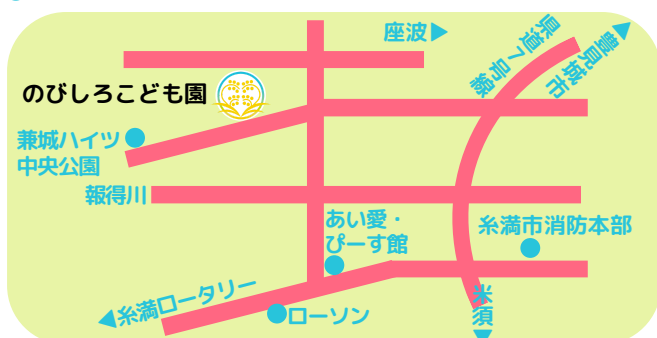 座波▶
県道7号線
豊見城市▲
のびしろこども園
兼城ハイツ
中央公園
報得川
あい愛・
ぴーす館
糸満市消防本部
◀糸満ロータリー
ローソン
米須▼